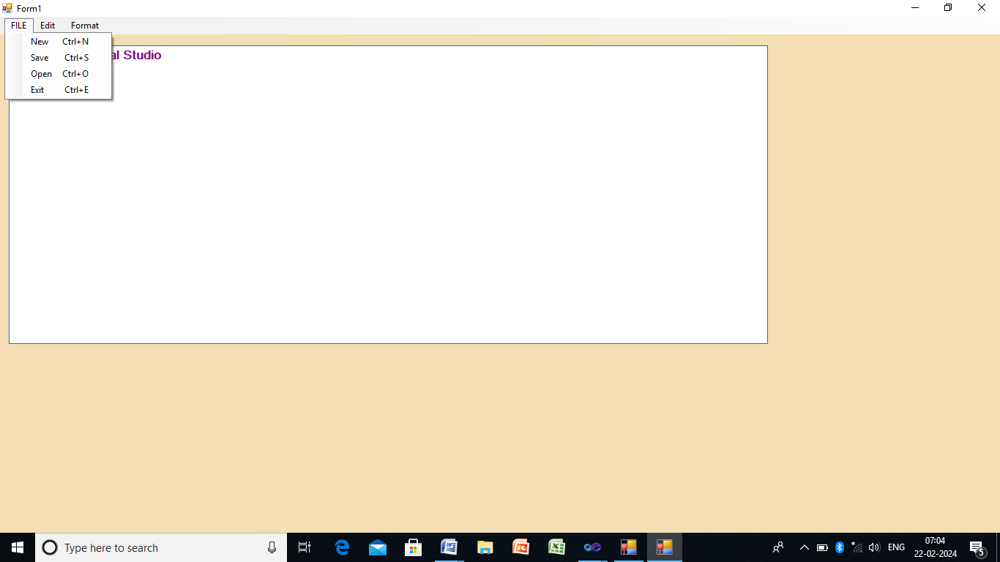 Form1
FILE Edit Format
New Ctrl+N
Save Ctrl+S
Open Ctrl+O
Exit Ctrl+E
al Studio
Type here to search
ENG
07:04
22-02-2024
5